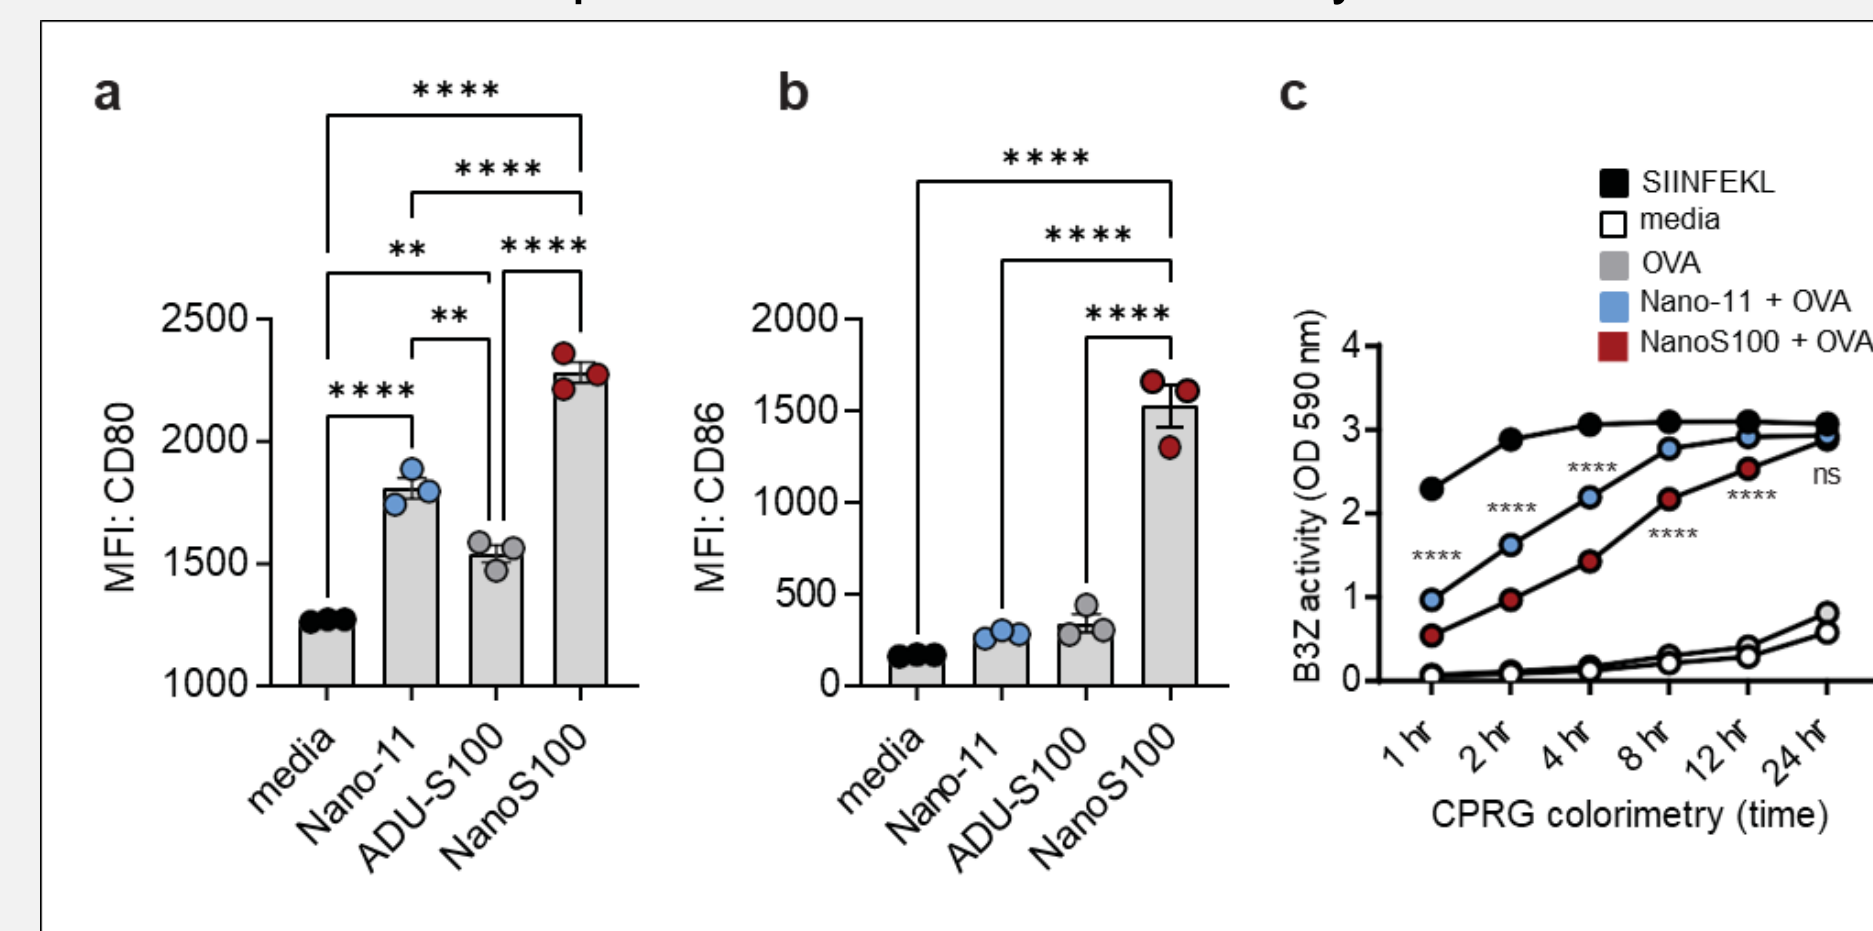 a
****
****
**
****
**
****
2500
2000
1500
1000
MFI: CD80
media
Nano-11
ADU-S100
NanoS100
b
****
****
****
2000
1500
1000
500
0
MFI: CD86
media
Nano-11
ADU-S100
NanoS100
c
SIINFEKL
media
OVA
Nano-11 + OVA
NanoS100 + OVA
4
3
2
1
0
B3Z activity (OD 590 nm)
****
****
****
****
****
ns
1 hr
2 hr
4 hr
8 hr
12 hr
24 hr
CPRG colorimetry (time)